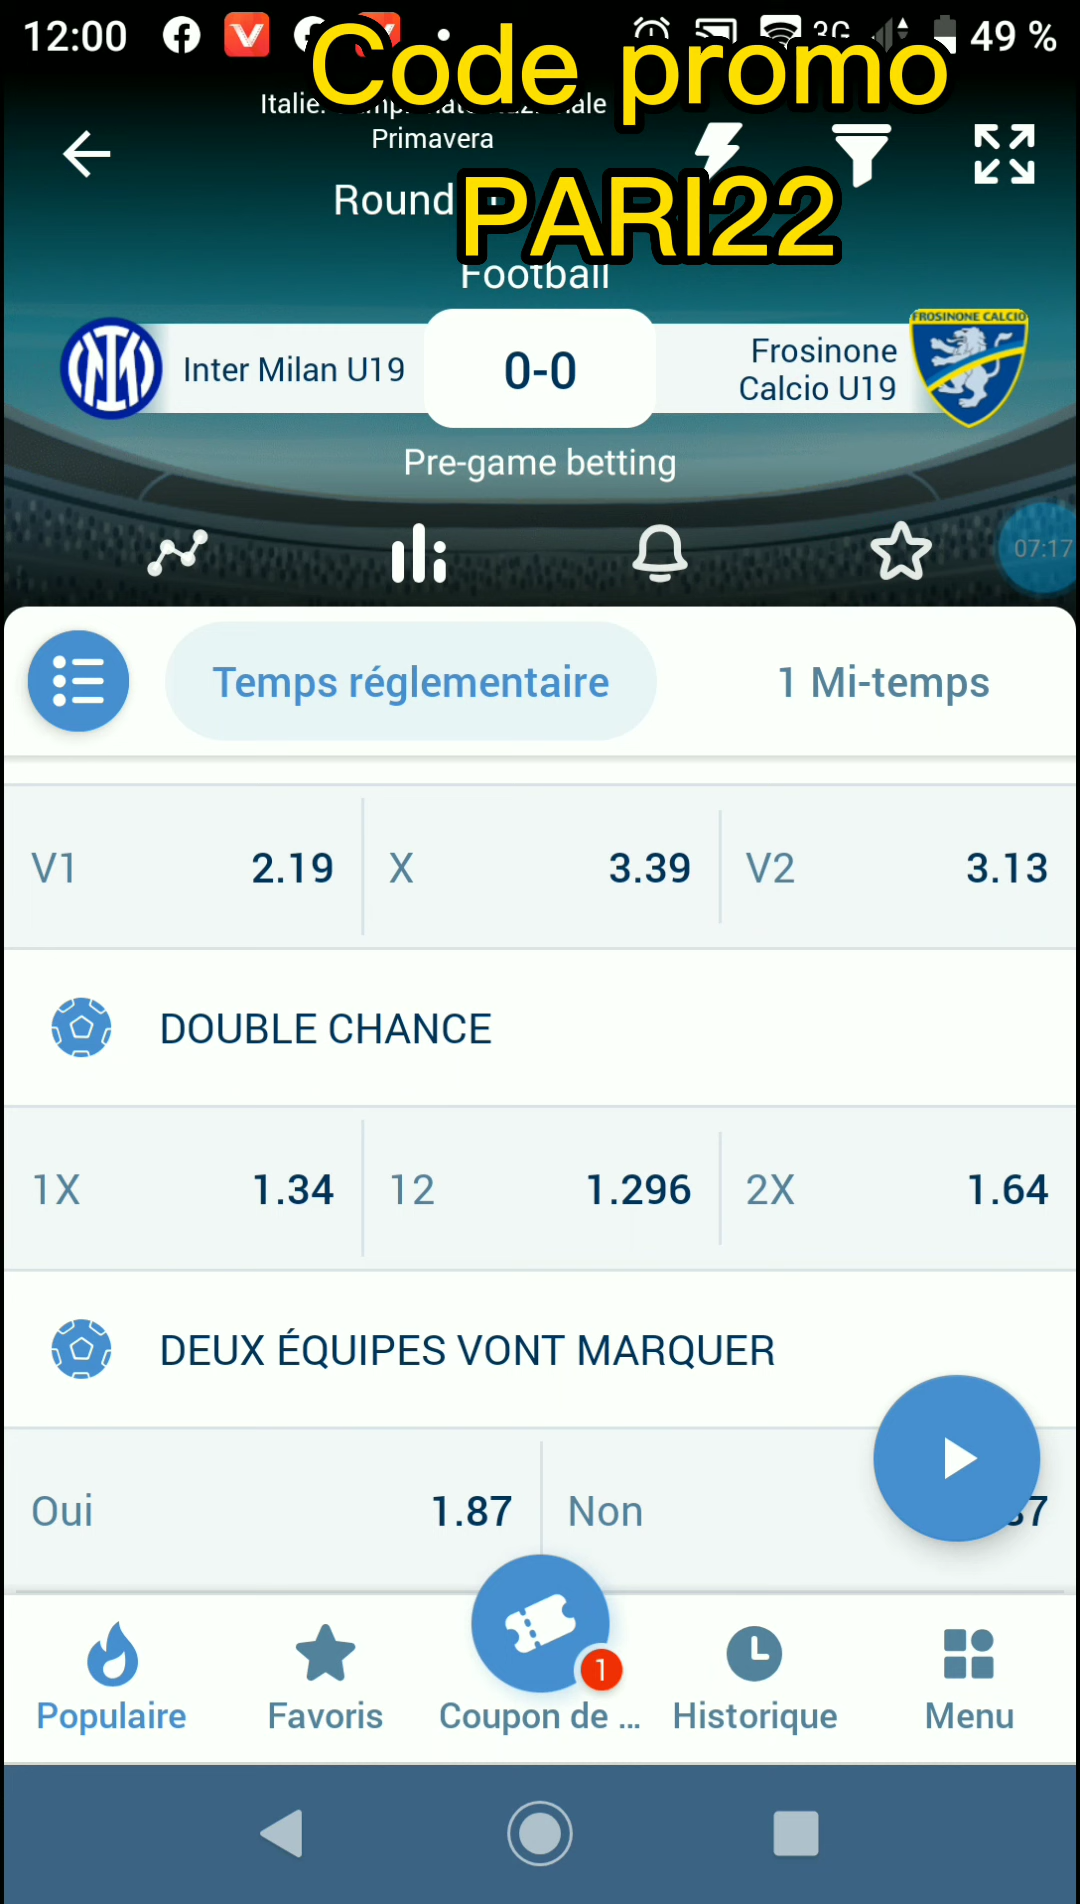 12:00
3G
49 %
Code promo
Primavera
Round
PARI22
Football
Inter Milan U19
0-0
Frosinone
Calcio U19
FROSINONE CALCIO
Pre-game betting
07:17
Temps réglementaire
1 Mi-temps
V1 2.19 X 3.39 V2 3.13
DOUBLE CHANCE
1X 1.34 12 1.296 2X 1.64
DEUX ÉQUIPES VONT MARQUER
Oui 1.87 Non
1
Populaire Favoris Coupon de ... Historique Menu